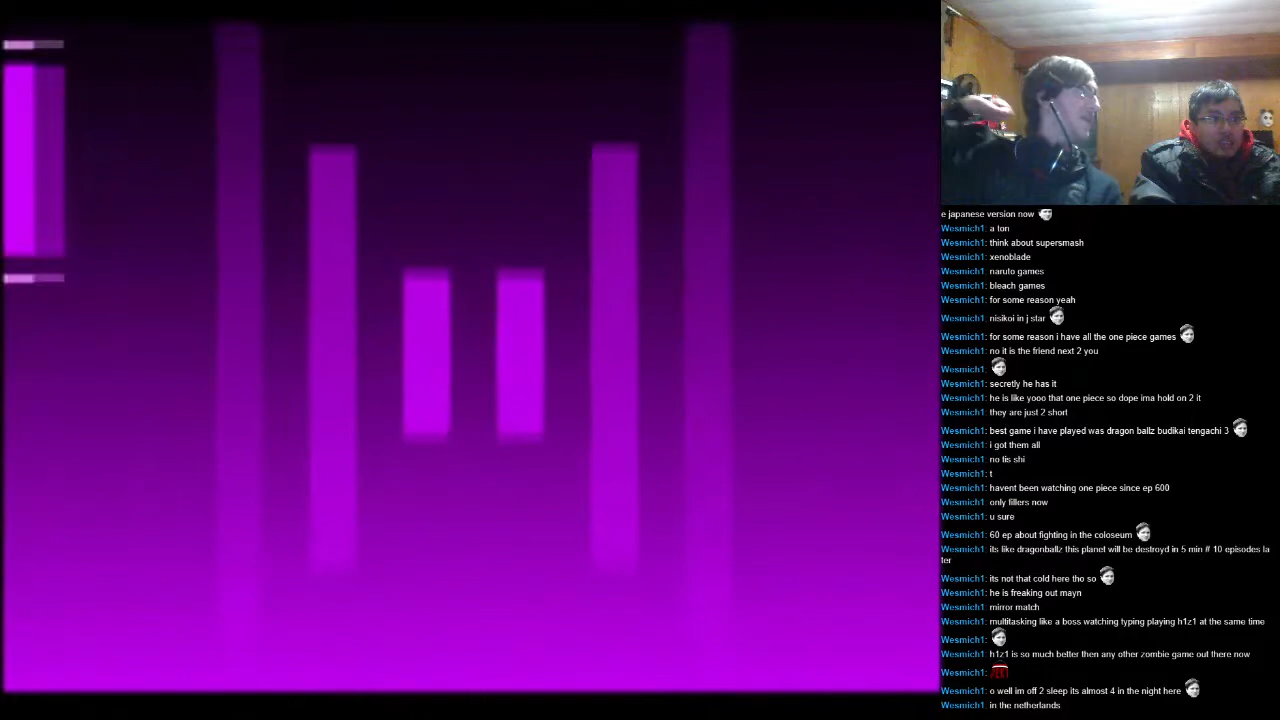 e japanese version now
Wesmich1: a ton
Wesmich1: think about supersmash
Wesmich1: xenoblade
Wesmich1: naruto games
Wesmich1: bleach games
Wesmich1: for some reason yeah
Wesmich1: nisikoi in j star
Wesmich1: for some reason i have all the one piece games
Wesmich1: no it is the friend next 2 you
Wesmich1:
Wesmich1: secretly he has it
Wesmich1: he is like yooo that one piece so dope ima hold on 2 it
Wesmich1: they are just 2 short
Wesmich1: best game i have played was dragon ballz budikai tengachi 3
Wesmich1: i got them all
Wesmich1: no tis shi
Wesmich1: t
Wesmich1: havent been watching one piece since ep 600
Wesmich1: only fillers now
Wesmich1: u sure
Wesmich1: 60 ep about fighting in the coloseum
Wesmich1: its like dragonballz this planet will be destroyd in 5 min # 10 episodes la
ter
Wesmich1: its not that cold here tho so
Wesmich1: he is freaking out mayn
Wesmich1: mirror match
Wesmich1: multitasking like a boss watching typing playing h1z1 at the same time
Wesmich1:
Wesmich1: h1z1 is so much better then any other zombie game out there now
Wesmich1:
Wesmich1: o well im off 2 sleep its almost 4 in the night here
Wesmich1: in the netherlands